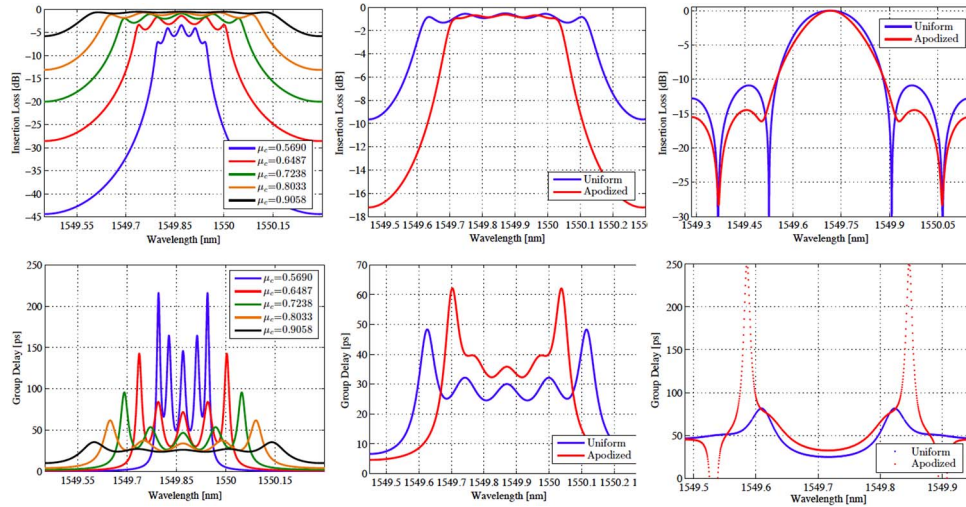 0
−5
−10
−15
−20
−25
−30
−35
−40
−45
Insertion Loss [dB]
μc=0.5690
μc=0.6487
μc=0.7238
μc=0.8033
μc=0.9058
1549.55 1549.7 1549.85 1550 1550.15
Wavelength [nm]
0
−2
−4
−6
−8
−10
−12
−14
−16
−18
Insertion Loss [dB]
Uniform
Apodized
1549.5 1549.6 1549.7 1549.8 1549.9 1550 1550.1 1550.2 155
Wavelength [nm]
0
−5
−10
−15
−20
−25
−30
Insertion Loss [dB]
Uniform
Apodized
1549.3 1549.45 1549.6 1549.75 1549.9 1550.05
Wavelength [nm]
250
200
150
100
50
0
Group Delay [ps]
μc=0.5690
μc=0.6487
μc=0.7238
μc=0.8033
μc=0.9058
1549.55 1549.7 1549.85 1550 1550.15
Wavelength [nm]
70
60
50
40
30
20
10
0
Group Delay [ps]
Uniform
Apodized
1549.5 1549.6 1549.7 1549.8 1549.9 1550 1550.1 1550.2 1
Wavelength [nm]
250
200
150
100
50
0
Group Delay [ps]
Uniform
Apodized
1549.5 1549.6 1549.7 1549.8 1549.9
Wavelength [nm]